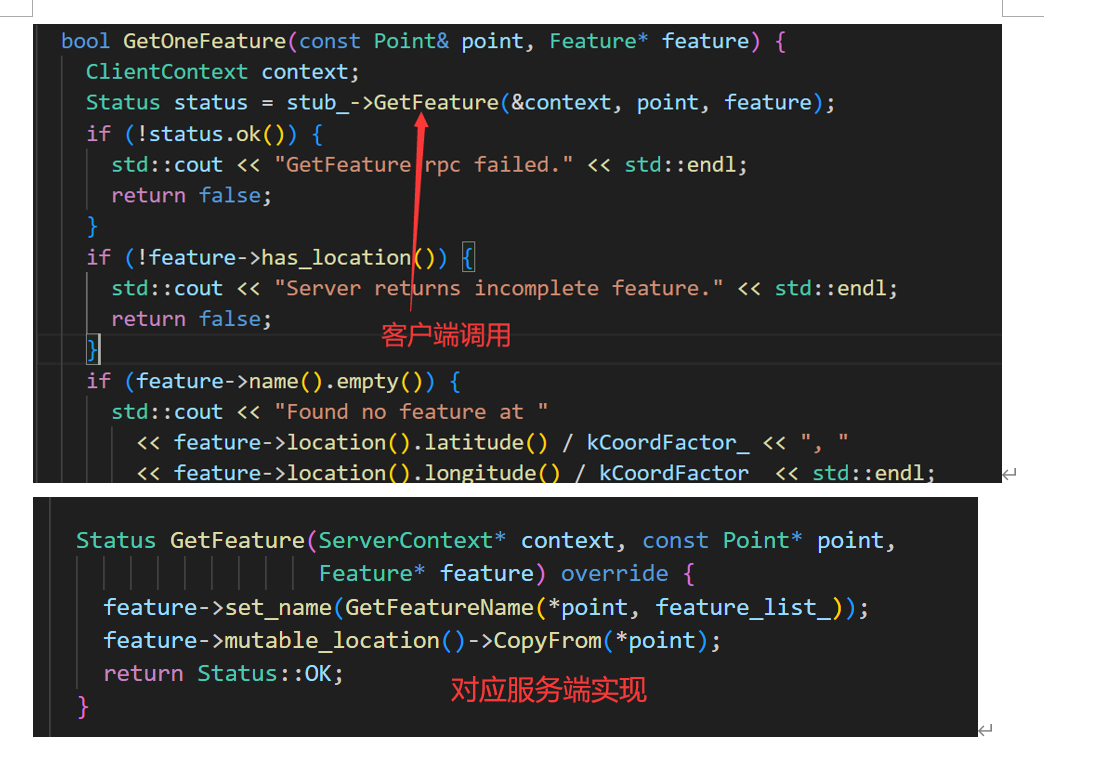 bool GetOneFeature(const Point& point, Feature* feature) {
ClientContext context;
Status status = stub_->GetFeature(&context, point, feature);
if (!status.ok()) {
std::cout << "GetFeature rpc failed." << std::endl;
return false;
}
if (!feature->has_location()) {
std::cout << "Server returns incomplete feature." << std::endl;
return false;
客户端调用
}
if (feature->name().empty()) {
std::cout << "Found no feature at "
<< feature->location().latitude() / kCoordFactor_ << ", "
<< feature->location().longitude() / kCoordFactor_ << std::endl;
Status GetFeature(ServerContext* context, const Point* point,
Feature* feature) override {
feature->set_name(GetFeatureName(*point, feature_list_));
feature->mutable_location()->CopyFrom(*point);
return Status::OK;
对应服务端实现
}